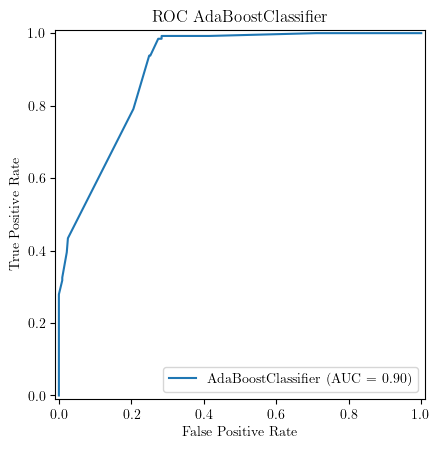 ROC AdaBoostClassifier
1.0
0.8
0.6
0.4
0.2
0.0
True Positive Rate
AdaBoostClassifier (AUC = 0.90)
0.0 0.2 0.4 0.6 0.8 1.0
False Positive Rate